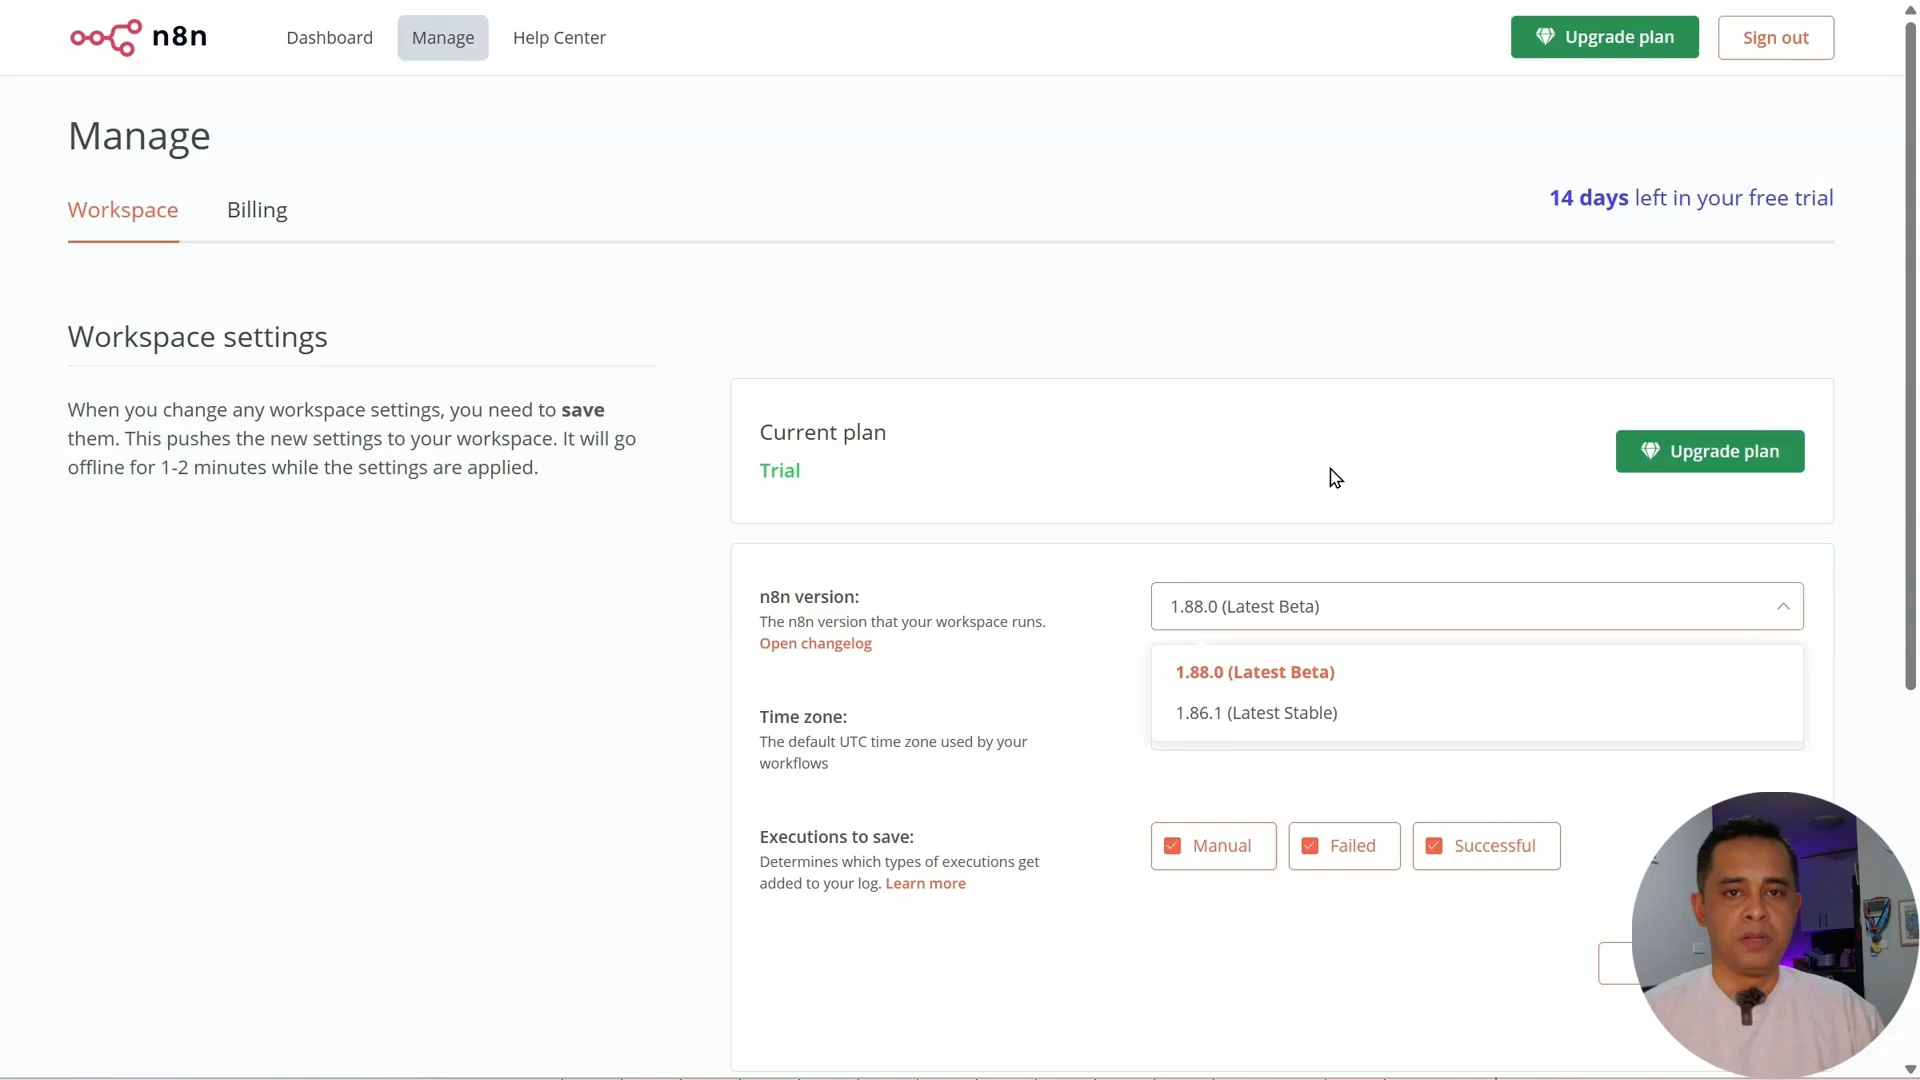 n8n
Dashboard
Manage
Help Center
Upgrade plan
Sign out
Manage
Workspace
Billing
14 days left in your free trial
Workspace settings
When you change any workspace settings, you need to save
them. This pushes the new settings to your workspace. It will go
offline for 1-2 minutes while the settings are applied.
Current plan
Trial
Upgrade plan
n8n version:
The n8n version that your workspace runs.
Open changelog
1.88.0 (Latest Beta)
1.88.0 (Latest Beta)
1.86.1 (Latest Stable)
Time zone:
The default UTC time zone used by your
workflows
Executions to save:
Determines which types of executions get
added to your log. Learn more
Manual
Failed
Successful